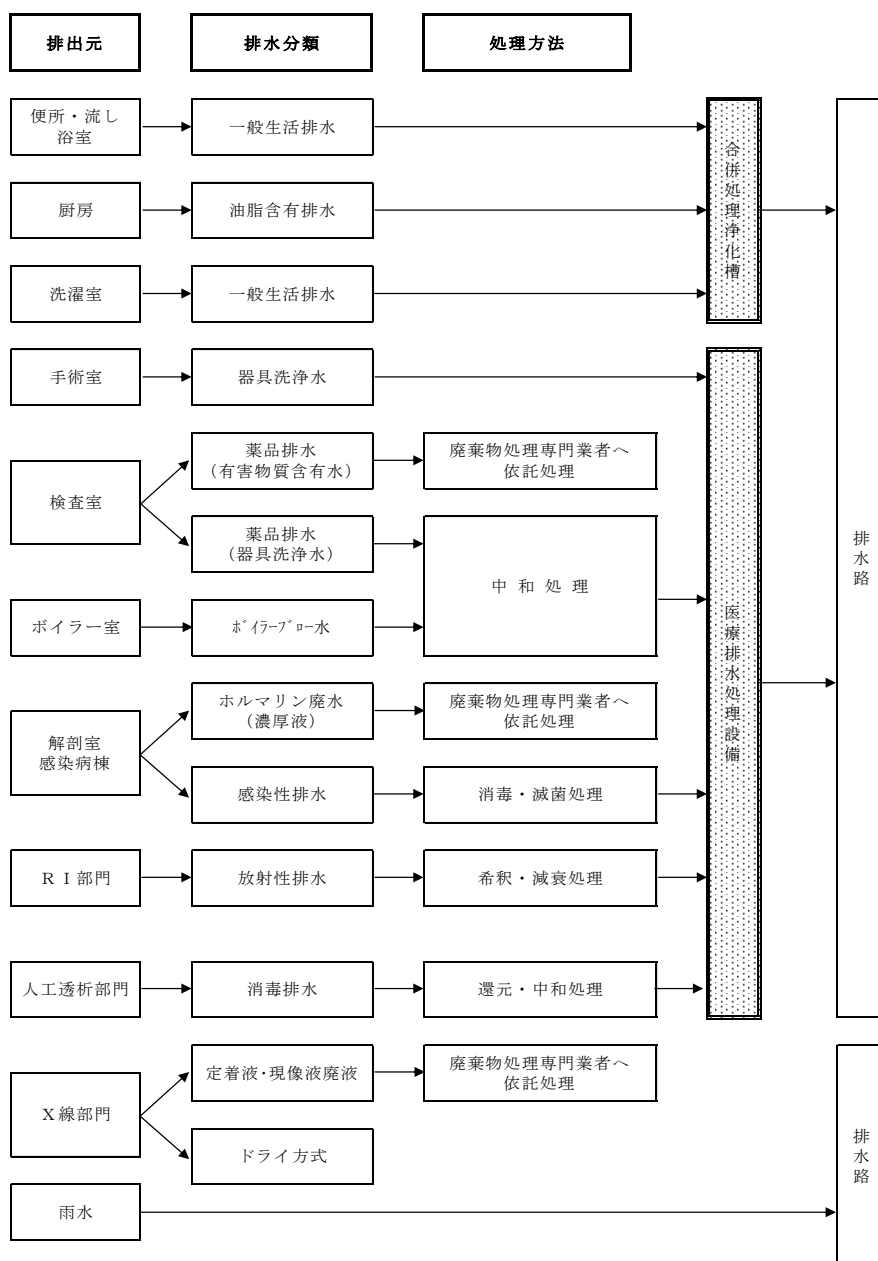 排出元
排水分類
処理方法
便所・流し
浴室
一般生活排水
厨房
油脂含有排水
洗濯室
一般生活排水
合併処理浄化槽
手術室
器具洗浄水
検査室
薬品排水
(有害物質含有水)
廃棄物処理専門業者へ
依託処理
薬品排水
(器具洗浄水)
中和処理
ボイラー室
ﾎﾞｲﾗｰﾌﾞﾛｰ水
解剖室
感染病棟
ホルマリン廃水
(濃厚液)
廃棄物処理専門業者へ
依託処理
感染性排水
消毒・滅菌処理
ＲＩ部門
放射性排水
希釈・減衰処理
人工透析部門
消毒排水
還元・中和処理
医療排水処理設備
排水路
Ｘ線部門
定着液・現像液廃液
廃棄物処理専門業者へ
依託処理
ドライ方式
雨水
排水路